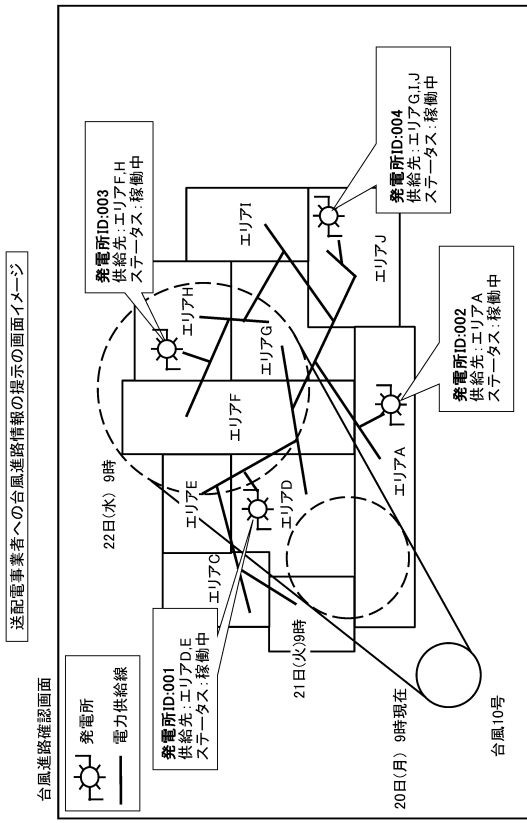 送配電事業者への台風進路情報の提示の画面イメージ
台風進路確認画面
発電所
電力供給線
発電所ID:001
供給先:エリアD,E
ステータス:稼働中
22日(水) 9時
発電所ID:003
供給先:エリアF,H
ステータス:稼働中
エリアC
エリアE
エリアH
エリアI
エリアD
エリアF
エリアG
エリアJ
エリアA
21日(火)9時
20日(月) 9時現在
台風10号
発電所ID:002
供給先:エリアA
ステータス:稼働中
発電所ID:004
供給先:エリアG,I,J
ステータス:稼働中